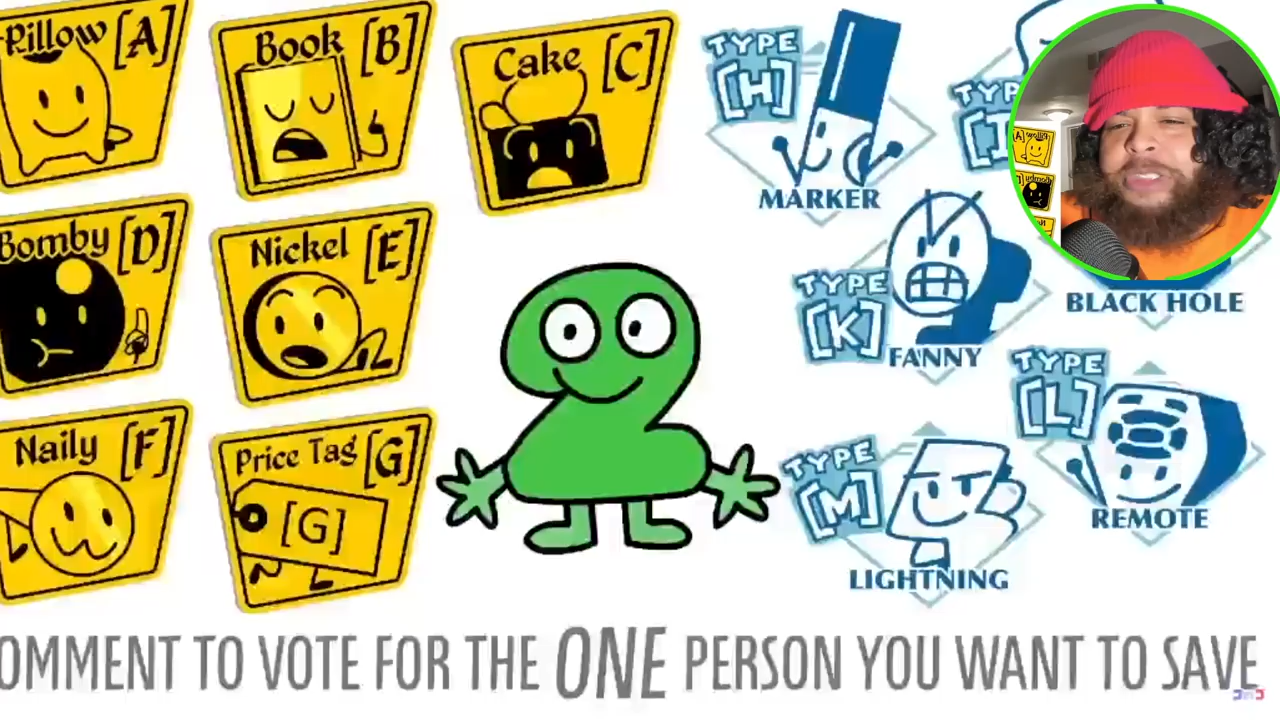 Pillow [A]
Book [B]
Cake [C]
Bomby [D]
Nickel [E]
Naily [F]
Price Tag [G]
[G]
TYPE
[H]
MARKER
[I]
TYPE
[K]
FANNY
BLACK HOLE
TYPE
[L]
REMOTE
TYPE
[M]
LIGHTNING
OMMENT TO VOTE FOR THE ONE PERSON YOU WANT TO SAVE